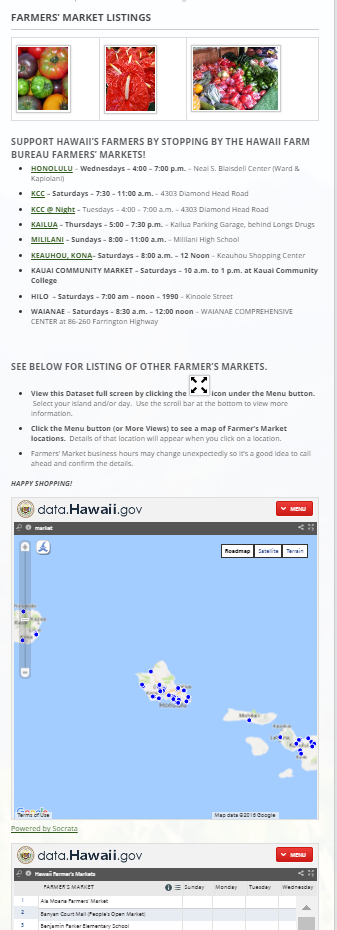 FARMERS' MARKET LISTINGS
SUPPORT HAWAII'S FARMERS BY STOPPING BY THE HAWAII FARM
BUREAU FARMERS' MARKETS!
HONOLULU – Wednesdays – 4:00 – 7:00 p.m. – Neal S. Blaisdell Center (Ward &
Kapiolani)
KCC – Saturdays – 7:30 – 11:00 a.m. – 4303 Diamond Head Road
KCC @ Night – Tuesdays – 4:00 – 7:00 a.m. – 4303 Diamond Head Road
KAILUA – Thursdays – 5:00 – 7:30 p.m. – Kailua Parking Garage, behind Longs Drugs
MILILANI – Sundays – 8:00 – 11:00 a.m. – Mililani High School
KEAUHOU, KONA– Saturdays – 8:00 a.m. – 12 Noon – Keauhou Shopping Center
KAUAI COMMUNITY MARKET – Saturdays – 10 a.m. to 1 p.m. at Kauai Community
College
HILO – Saturdays – 7:00 am – noon – 1990 – Kinoole Street
WAIANAE – Saturdays – 8:30 a.m. – 12:00 noon – WAIANAE COMPREHENSIVE
CENTER at 86-260 Farrington Highway
SEE BELOW FOR LISTING OF OTHER FARMER'S MARKETS.
View this Dataset full screen by clicking the icon under the Menu button.
Select your island and/or day. Use the scroll bar at the bottom to view more
information.
Click the Menu button (or More Views) to see a map of Farmer's Market
locations. Details of that location will appear when you click on a location.
Farmers' Market business hours may change unexpectedly so it's a good idea to call
ahead and confirm the details.
HAPPY SHOPPING!
data.Hawaii.gov
MENU
market
Roadmap Satellite Terrain
Google
Terms of Use
Map data ©2016 Google
Powered by Socrata
data.Hawaii.gov
MENU
Hawaii Farmer's Markets
FARMER'S MARKET Sunday Monday Tuesday Wednesday
1 Ala Moana Farmers' Market
2 Banyan Court Mall (People's Open Market)
3 Benjamin Parker Elementary School